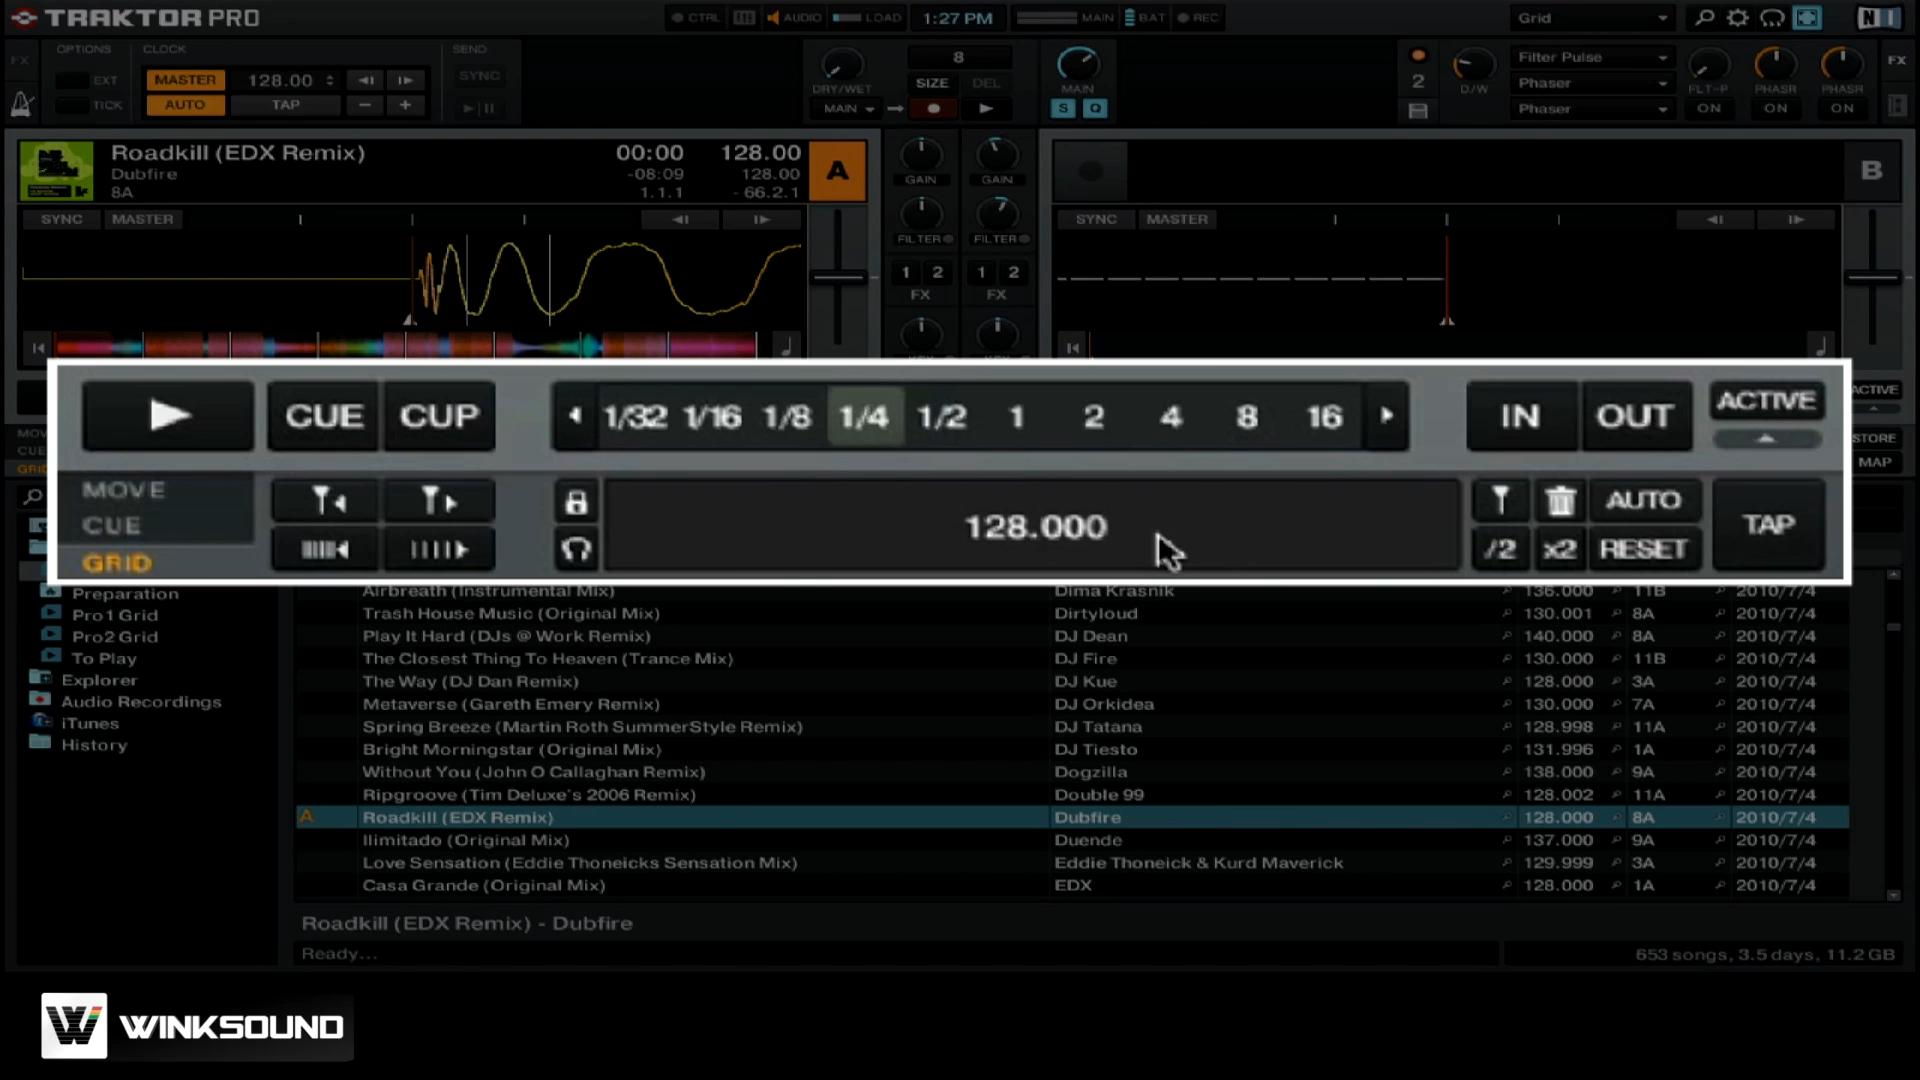 TRAKTOR PRO
CTRL AUDIO LOAD 1:27 PM MAIN BAT REC Grid
OPTIONS CLOCK SEND
FX EXT MASTER 128.00 SYNC
TICK AUTO TAP − +
8
SIZE DEL
DRY/WET MAIN
MAIN S Q
2 D/W
Filter Pulse
Phaser
Phaser
FLT-P PHASR PHASR FX
ON ON ON
Roadkill (EDX Remix) 00:00 128.00 A
Dubfire -08:09 128.00
8A 1.1.1 - 66.2.1
SYNC MASTER
GAIN GAIN
FILTER FILTER
1 2 1 2
FX FX
B
SYNC MASTER
CUE CUP 1/32 1/16 1/8 1/4 1/2 1 2 4 8 16 IN OUT ACTIVE
MOVE
CUE
GRID
128.000
AUTO
/2 x2 RESET
TAP
ACTIVE
STORE
MAP
Preparation
Pro1 Grid
Pro2 Grid
To Play
Explorer
Audio Recordings
iTunes
History
Airbreath (Instrumental Mix) Dima Krasnik 136.000 11B 2010/7/4
Trash House Music (Original Mix) Dirtyloud 130.001 8A 2010/7/4
Play It Hard (DJs @ Work Remix) DJ Dean 140.000 8A 2010/7/4
The Closest Thing To Heaven (Trance Mix) DJ Fire 130.000 11B 2010/7/4
The Way (DJ Dan Remix) DJ Kue 128.000 3A 2010/7/4
Metaverse (Gareth Emery Remix) DJ Orkidea 130.000 7A 2010/7/4
Spring Breeze (Martin Roth SummerStyle Remix) DJ Tatana 128.998 11A 2010/7/4
Bright Morningstar (Original Mix) DJ Tiesto 131.996 1A 2010/7/4
Without You (John O Callaghan Remix) Dogzilla 138.000 9A 2010/7/4
Ripgroove (Tim Deluxe's 2006 Remix) Double 99 128.002 11A 2010/7/4
A Roadkill (EDX Remix) Dubfire 128.000 8A 2010/7/4
Ilimitado (Original Mix) Duende 137.000 9A 2010/7/4
Love Sensation (Eddie Thoneicks Sensation Mix) Eddie Thoneick & Kurd Maverick 129.999 3A 2010/7/4
Casa Grande (Original Mix) EDX 128.000 1A 2010/7/4
Roadkill (EDX Remix) - Dubfire
Ready...
653 songs, 3.5 days, 11.2 GB
W WINKSOUND